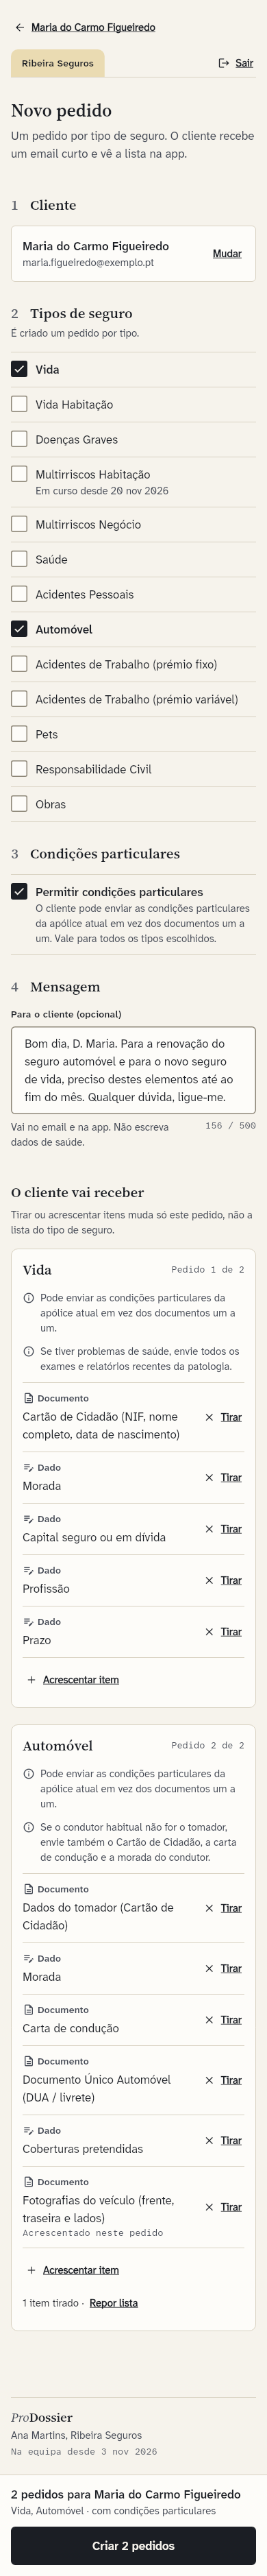 Maria do Carmo Figueiredo
Ribeira Seguros
Sair
Novo pedido
Um pedido por tipo de seguro. O cliente recebe
um email curto e vê a lista na app.
1 Cliente
Maria do Carmo Figueiredo
maria.figueiredo@exemplo.pt
Mudar
2 Tipos de seguro
É criado um pedido por tipo.
Vida
Vida Habitação
Doenças Graves
Multirriscos Habitação
Em curso desde 20 nov 2026
Multirriscos Negócio
Saúde
Acidentes Pessoais
Automóvel
Acidentes de Trabalho (prémio fixo)
Acidentes de Trabalho (prémio variável)
Pets
Responsabilidade Civil
Obras
3 Condições particulares
Permitir condições particulares
O cliente pode enviar as condições particulares
da apólice atual em vez dos documentos um a
um. Vale para todos os tipos escolhidos.
4 Mensagem
Para o cliente (opcional)
Bom dia, D. Maria. Para a renovação do
seguro automóvel e para o novo seguro
de vida, preciso destes elementos até ao
fim do mês. Qualquer dúvida, ligue-me.
Vai no email e na app. Não escreva
dados de saúde.
156 / 500
O cliente vai receber
Tirar ou acrescentar itens muda só este pedido, não a
lista do tipo de seguro.
Vida
Pedido 1 de 2
Pode enviar as condições particulares da
apólice atual em vez dos documentos um a
um.
Se tiver problemas de saúde, envie todos os
exames e relatórios recentes da patologia.
Documento
Cartão de Cidadão (NIF, nome
completo, data de nascimento)
Tirar
Dado
Morada
Tirar
Dado
Capital seguro ou em dívida
Tirar
Dado
Profissão
Tirar
Dado
Prazo
Tirar
Acrescentar item
Automóvel
Pedido 2 de 2
Pode enviar as condições particulares da
apólice atual em vez dos documentos um a
um.
Se o condutor habitual não for o tomador,
envie também o Cartão de Cidadão, a carta
de condução e a morada do condutor.
Documento
Dados do tomador (Cartão de
Cidadão)
Tirar
Dado
Morada
Tirar
Documento
Carta de condução
Tirar
Documento
Documento Único Automóvel
(DUA / livrete)
Tirar
Dado
Coberturas pretendidas
Tirar
Documento
Fotografias do veículo (frente,
traseira e lados)
Acrescentado neste pedido
Tirar
Acrescentar item
1 item tirado · Repor lista
ProDossier
Ana Martins, Ribeira Seguros
Na equipa desde 3 nov 2026
2 pedidos para Maria do Carmo Figueiredo
Vida, Automóvel · com condições particulares
Criar 2 pedidos